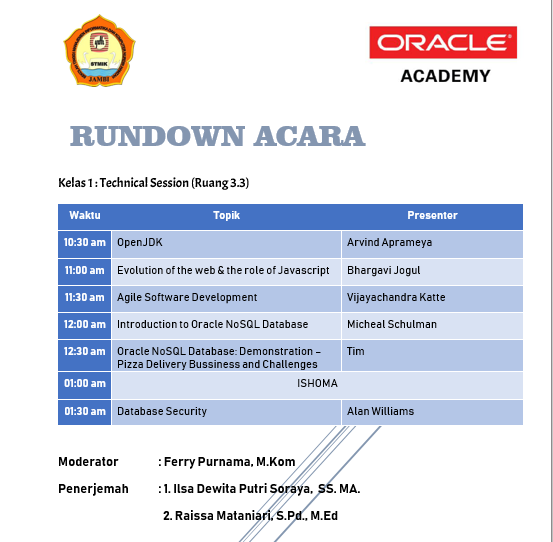 STMIK
JAMBI
ORACLE®
ACADEMY
RUNDOWN ACARA
Kelas 1 : Technical Session (Ruang 3.3)
Waktu Topik Presenter
10:30 am OpenJDK Arvind Aprameya
11:00 am Evolution of the web & the role of Javascript Bhargavi Jogul
11:30 am Agile Software Development Vijayachandra Katte
12:00 am Introduction to Oracle NoSQL Database Micheal Schulman
12:30 am Oracle NoSQL Database: Demonstration – Tim
Pizza Delivery Bussiness and Challenges
01:00 am ISHOMA
01:30 am Database Security Alan Williams
Moderator : Ferry Purnama, M.Kom
Penerjemah : 1. Ilsa Dewita Putri Soraya, SS. MA.
2. Raissa Mataniari, S.Pd., M.Ed